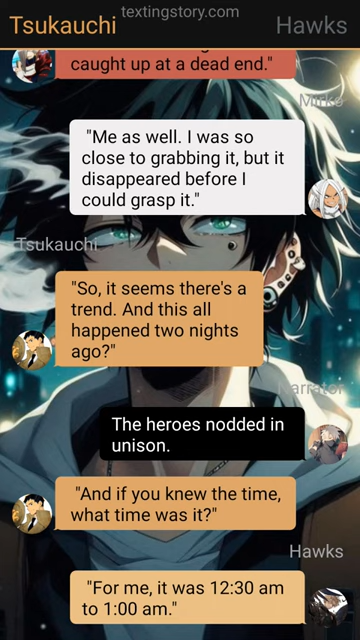 textingstory.com
Tsukauchi
Hawks
caught up at a dead end."
Mirko
"Me as well. I was so
close to grabbing it, but it
disappeared before I
could grasp it."
Tsukauchi
"So, it seems there's a
trend. And this all
happened two nights
ago?"
Narrator
The heroes nodded in
unison.
"And if you knew the time,
what time was it?"
Hawks
"For me, it was 12:30 am
to 1:00 am."